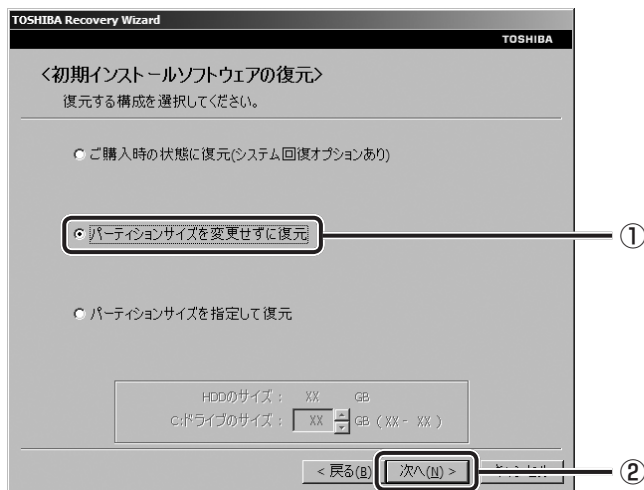 TOSHIBA Recovery Wizard
TOSHIBA
<初期インストールソフトウェアの復元>
復元する構成を選択してください。
ご購入時の状態に復元(システム回復オプションあり)
パーティションサイズを変更せずに復元
①
パーティションサイズを指定して復元
HDDのサイズ： XX GB
C:ドライブのサイズ： XX GB ( XX - XX )
< 戻る(B) 次へ(N) >
②